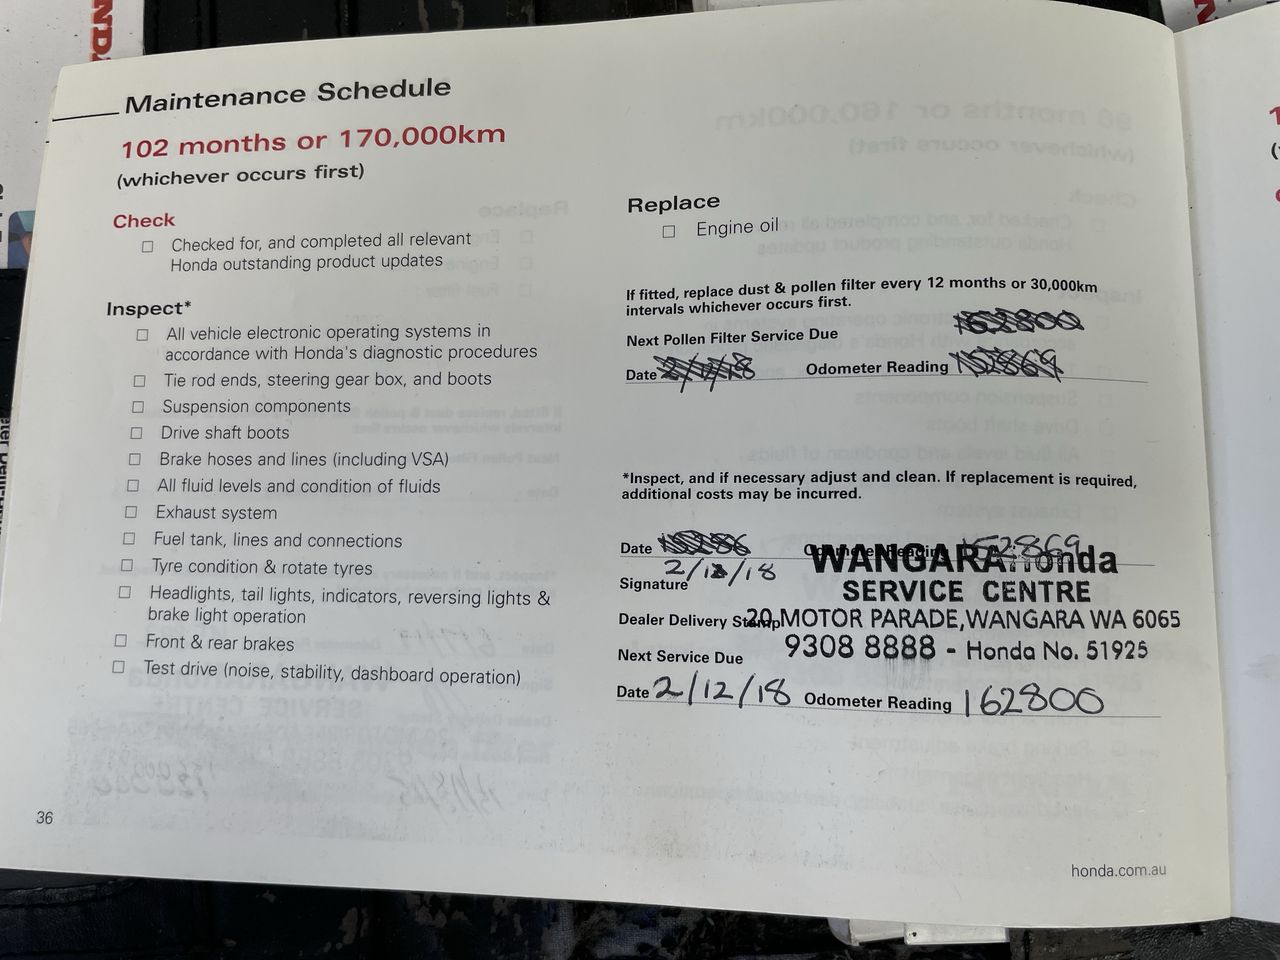 Maintenance Schedule
102 months or 170,000km
(whichever occurs first)
Check
Checked for, and completed all relevant
Honda outstanding product updates
Inspect*
All vehicle electronic operating systems in
accordance with Honda's diagnostic procedures
Tie rod ends, steering gear box, and boots
Suspension components
Drive shaft boots
Brake hoses and lines (including VSA)
All fluid levels and condition of fluids
Exhaust system
Fuel tank, lines and connections
Tyre condition & rotate tyres
Headlights, tail lights, indicators, reversing lights &
brake light operation
Front & rear brakes
Test drive (noise, stability, dashboard operation)
Replace
Engine oil
If fitted, replace dust & pollen filter every 12 months or 30,000km
intervals whichever occurs first.
162800
Next Pollen Filter Service Due
Date Odometer Reading 152869
*Inspect, and if necessary adjust and clean. If replacement is required,
additional costs may be incurred.
Date Odometer Reading 152869
Signature
WANGARA Honda
SERVICE CENTRE
Dealer Delivery Stamp
20 MOTOR PARADE, WANGARA WA 6065
9308 8888 - Honda No. 51925
Next Service Due
Date 2/12/18 Odometer Reading 162800
36
honda.com.au